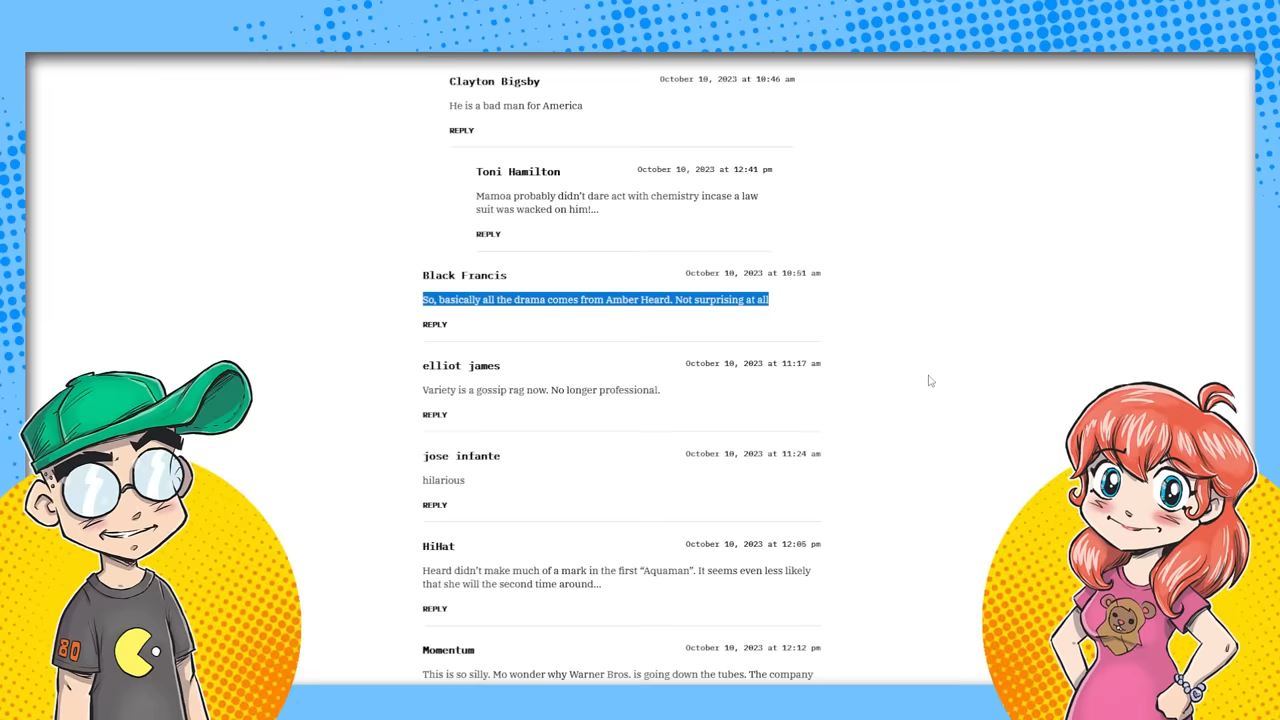 Clayton Bigsby
October 10, 2023 at 10:46 am
He is a bad man for America
REPLY
Toni Hamilton
October 10, 2023 at 12:41 pm
Mamoa probably didn't dare act with chemistry incase a law
suit was wacked on him!...
REPLY
Black Francis
October 10, 2023 at 10:51 am
So, basically all the drama comes from Amber Heard. Not surprising at all
REPLY
elliot james
October 10, 2023 at 11:17 am
Variety is a gossip rag now. No longer professional.
REPLY
jose infante
October 10, 2023 at 11:24 am
hilarious
REPLY
HiHat
October 10, 2023 at 12:05 pm
Heard didn't make much of a mark in the first “Aquaman”. It seems even less likely
that she will the second time around...
REPLY
Momentum
October 10, 2023 at 12:12 pm
This is so silly. Mo wonder why Warner Bros. is going down the tubes. The company
80